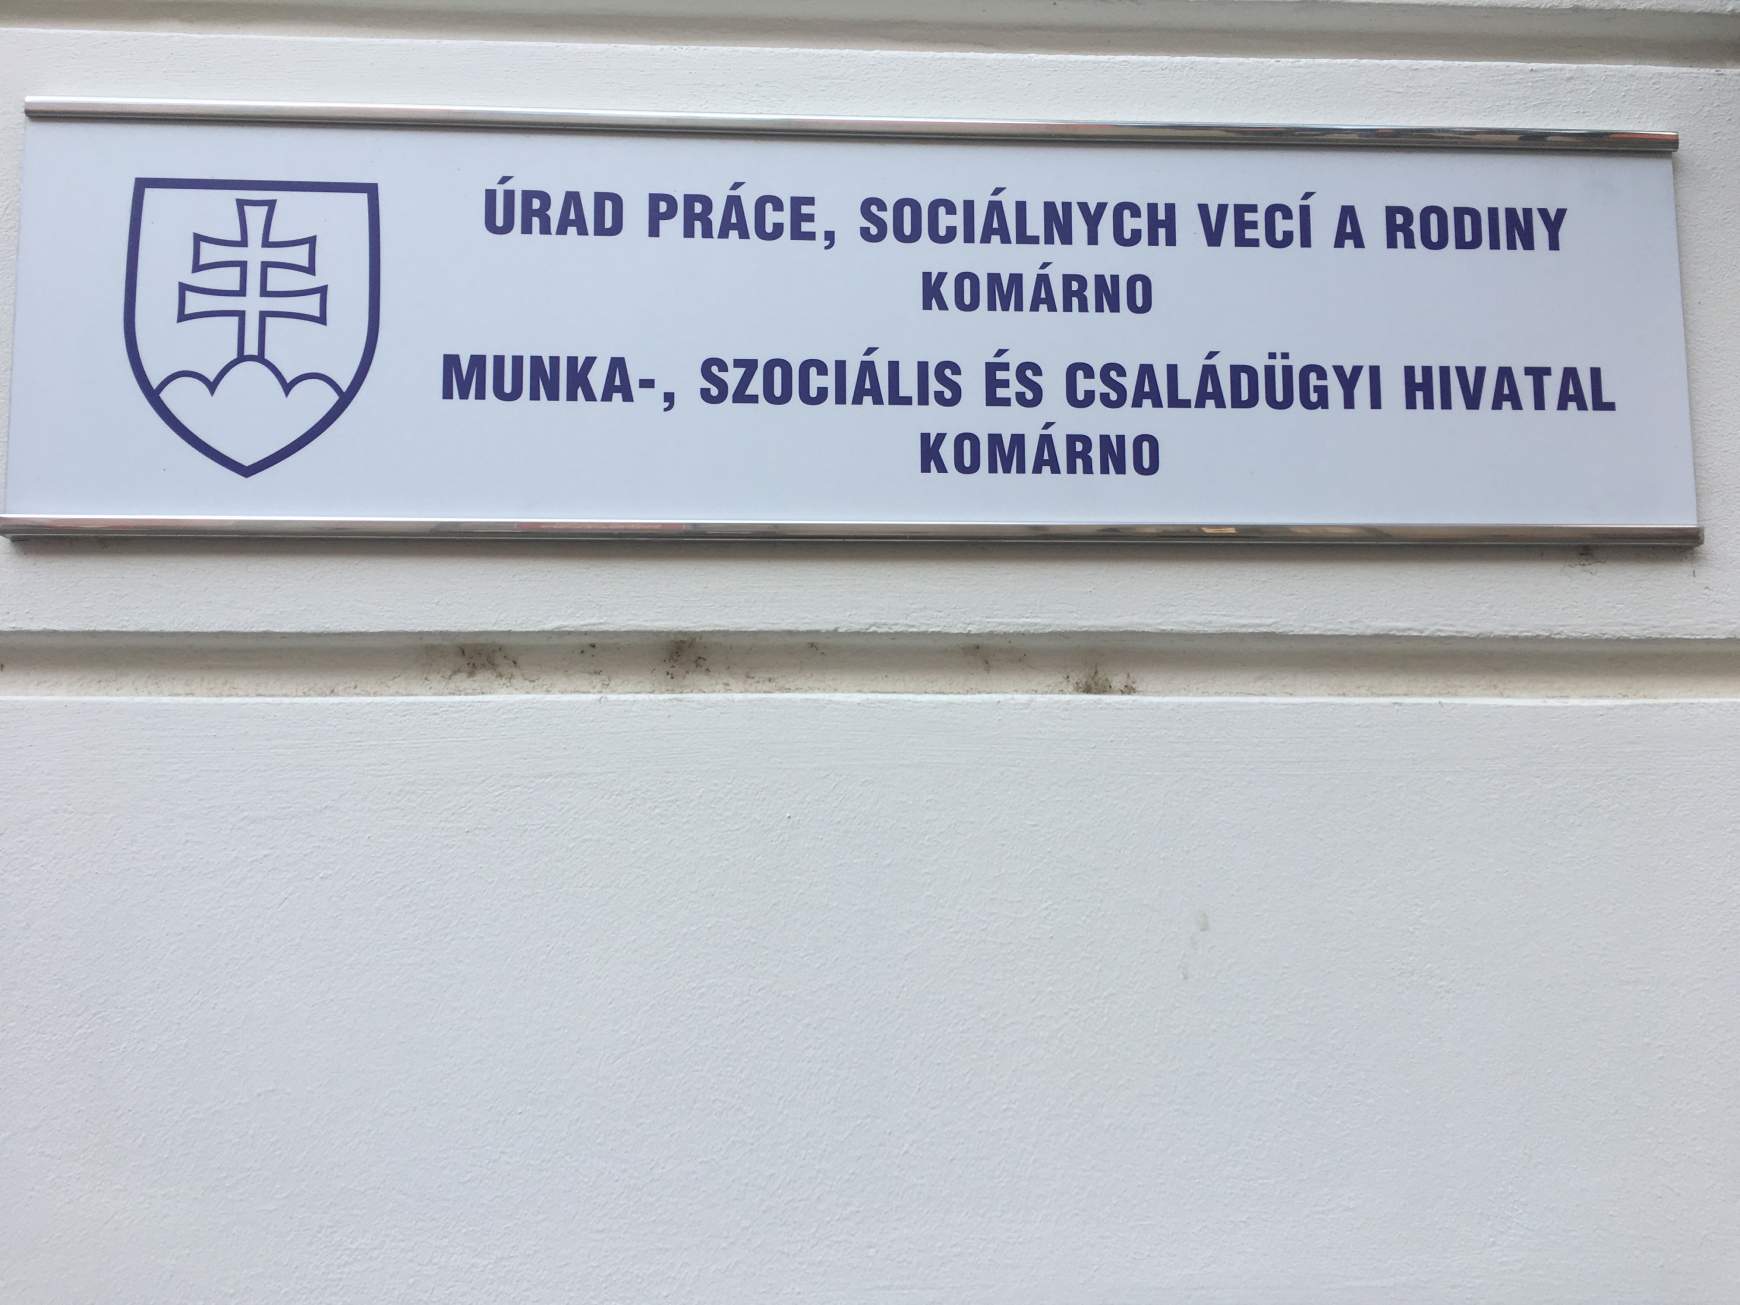 ÚRAD PRÁCE, SOCIÁLNYCH VECÍ A RODINY
KOMÁRNO
MUNKA-, SZOCIÁLIS ÉS CSALÁDÜGYI HIVATAL
KOMÁRNO